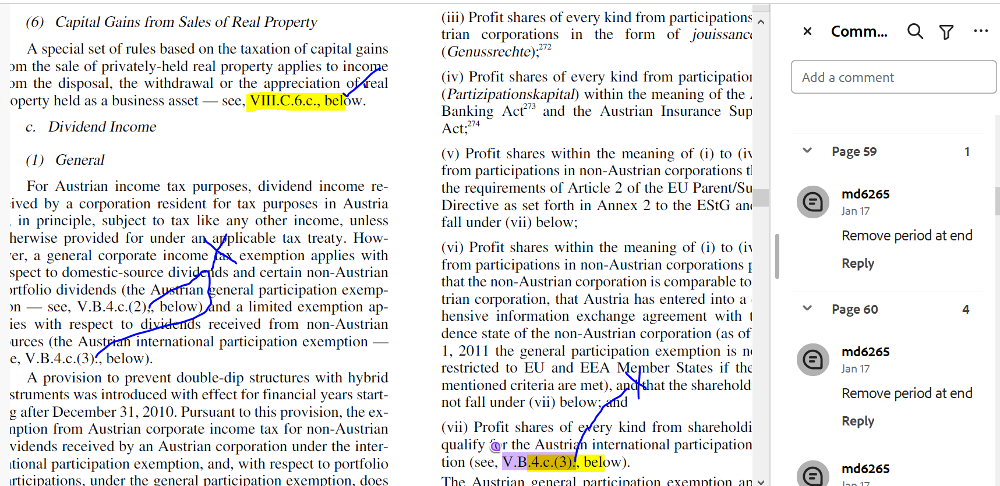 (6) Capital Gains from Sales of Real Property
A special set of rules based on the taxation of capital gains
om the sale of privately-held real property applies to income
om the disposal, the withdrawal or the appreciation of real
operty held as a business asset — see, VIII.C.6.c., below.
c. Dividend Income
(1) General
For Austrian income tax purposes, dividend income re-
ived by a corporation resident for tax purposes in Austria
, in principle, subject to tax like any other income, unless
herwise provided for under an applicable tax treaty. How-
er, a general corporate income tax exemption applies with
spect to domestic-source dividends and certain non-Austrian
ortfolio dividends (the Austrian general participation exemp-
on — see, V.B.4.c.(2)., below) and a limited exemption ap-
ies with respect to dividends received from non-Austrian
urces (the Austrian international participation exemption —
e, V.B.4.c.(3)., below).
A provision to prevent double-dip structures with hybrid
struments was introduced with effect for financial years start-
g after December 31, 2010. Pursuant to this provision, the ex-
mption from Austrian corporate income tax for non-Austrian
vidends received by an Austrian corporation under the inter-
ational participation exemption, and, with respect to portfolio
articipations, under the general participation exemption, does
(iii) Profit shares of every kind from participations
trian corporations in the form of jouissance
(Genussrechte);272
(iv) Profit shares of every kind from participation
(Partizipationskapital) within the meaning of the
Banking Act273 and the Austrian Insurance Sup
Act;274
(v) Profit shares within the meaning of (i) to (iv
from participations in non-Austrian corporations t
the requirements of Article 2 of the EU Parent/Su
Directive as set forth in Annex 2 to the EStG an
fall under (vii) below;
(vi) Profit shares within the meaning of (i) to (iv
from participations in non-Austrian corporations p
that the non-Austrian corporation is comparable to
trian corporation, that Austria has entered into a
hensive information exchange agreement with t
dence state of the non-Austrian corporation (as of
1, 2011 the general participation exemption is n
restricted to EU and EEA Member States if the
mentioned criteria are met), and that the sharehold
not fall under (vii) below; and
(vii) Profit shares of every kind from shareholdi
qualify for the Austrian international participation
tion (see, V.B.4.c.(3)., below).
The Austrian general participation exemption an
Comm...
Add a comment
Page 59 1
md6265
Jan 17
Remove period at end
Reply
Page 60 4
md6265
Jan 17
Remove period at end
Reply
md6265
Jan 17